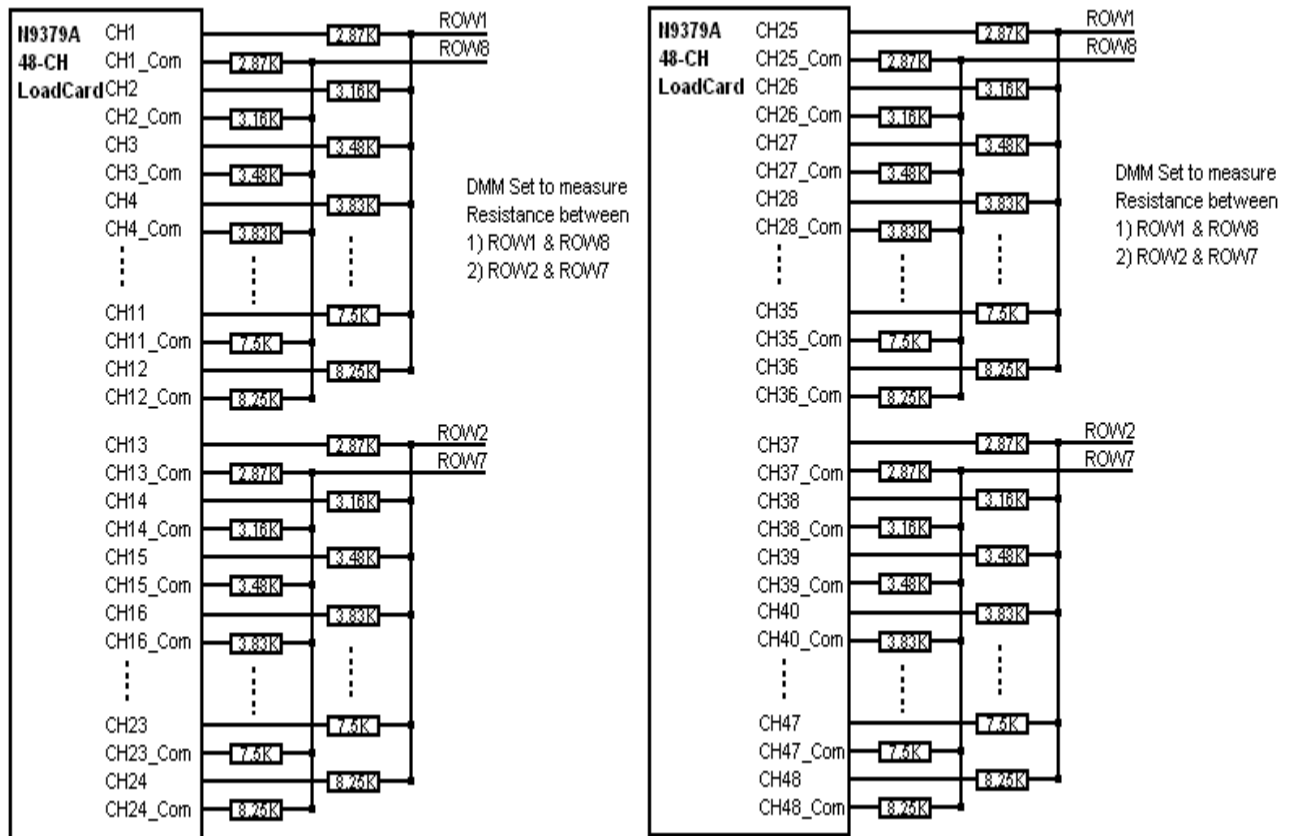 N9379A
48-CH
LoadCard
CH1 2.87K ROW1
CH1_Com 2.87K ROW8
CH2 3.16K
CH2_Com 3.16K
CH3 3.48K
CH3_Com 3.48K
CH4 3.83K
CH4_Com 3.83K
CH11 7.5K
CH11_Com 7.5K
CH12 8.25K
CH12_Com 8.25K
CH13 2.87K ROW2
CH13_Com 2.87K ROW7
CH14 3.16K
CH14_Com 3.16K
CH15 3.48K
CH15_Com 3.48K
CH16 3.83K
CH16_Com 3.83K
CH23 7.5K
CH23_Com 7.5K
CH24 8.25K
CH24_Com 8.25K
DMM Set to measure
Resistance between
1) ROW1 & ROW8
2) ROW2 & ROW7
N9379A
48-CH
LoadCard
CH25 2.87K ROW1
CH25_Com 2.87K ROW8
CH26 3.16K
CH26_Com 3.16K
CH27 3.48K
CH27_Com 3.48K
CH28 3.83K
CH28_Com 3.83K
CH35 7.5K
CH35_Com 7.5K
CH36 8.25K
CH36_Com 8.25K
CH37 2.87K ROW2
CH37_Com 2.87K ROW7
CH38 3.16K
CH38_Com 3.16K
CH39 3.48K
CH39_Com 3.48K
CH40 3.83K
CH40_Com 3.83K
CH47 7.5K
CH47_Com 7.5K
CH48 8.25K
CH48_Com 8.25K
DMM Set to measure
Resistance between
1) ROW1 & ROW8
2) ROW2 & ROW7